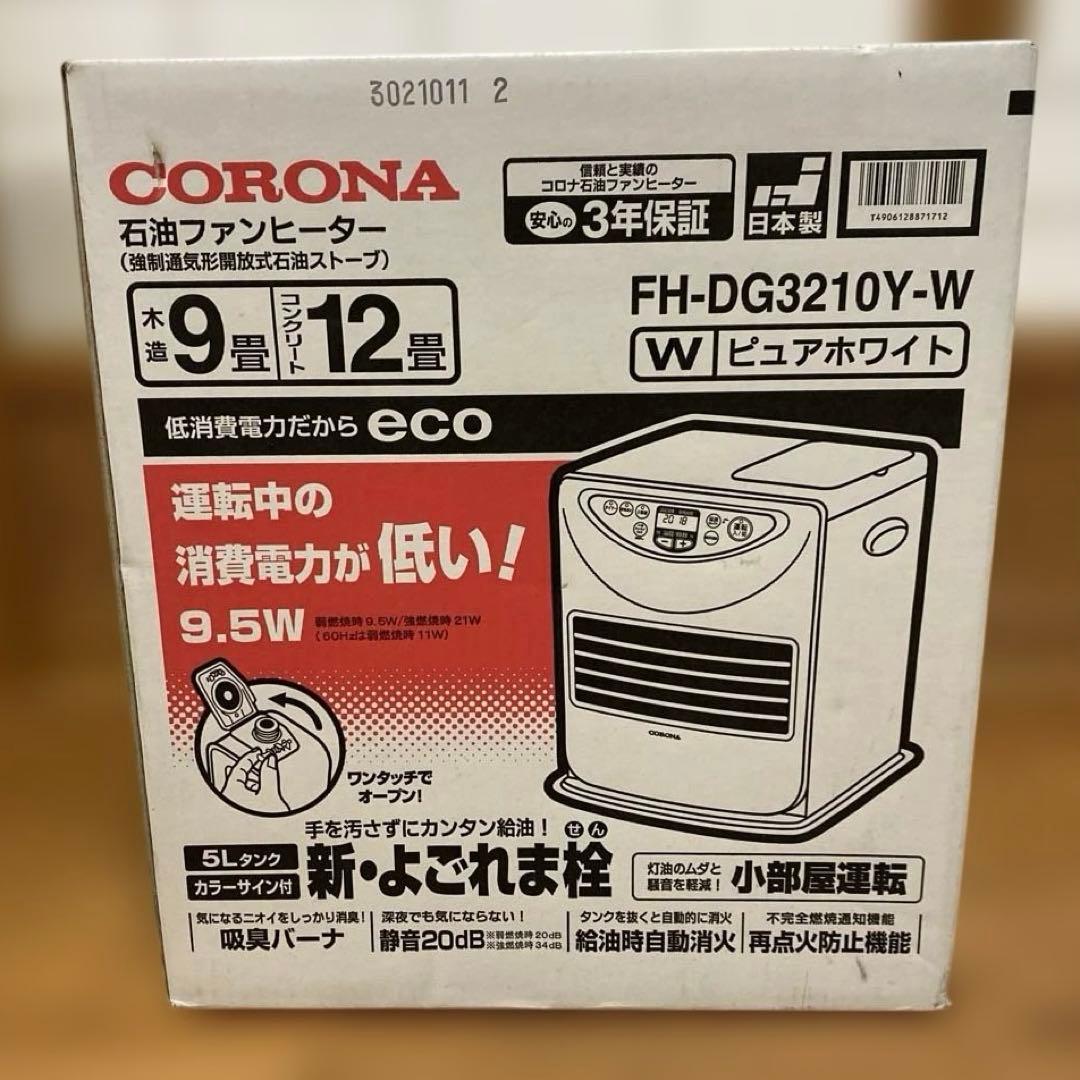 3021011 2
CORONA
石油ファンヒーター
(強制通気形開放式石油ストーブ)
木造9畳 コンクリート12畳
信頼と実績の
コロナ石油ファンヒーター
安心の 3年保証
日本製
T4906128871712
FH-DG3210Y-W
W ピュアホワイト
低消費電力だから eco
運転中の
消費電力が低い!
9.5W 弱燃焼時9.5W/強燃焼時21W
(60Hzは弱燃焼時11W)
20 18
CORONA
ワンタッチで
オープン!
手を汚さずにカンタン給油!
5Lタンク
カラーサイン付
新・よごれま栓
せん
灯油のムダと
騒音を軽減!
小部屋運転
気になるニオイをしっかり消臭!
吸臭バーナ
深夜でも気にならない!
静音20dB ※弱燃焼時20dB
※強燃焼時34dB
タンクを抜くと自動的に消火
給油時自動消火
不完全燃焼通知機能
再点火防止機能